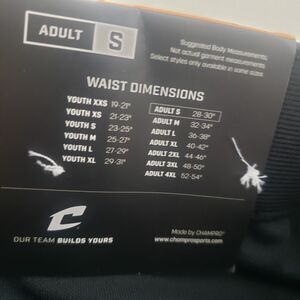 ADULT S
Suggested Body Measurements,
Not actual garment measurements
Select styles only available in some sizes
WAIST DIMENSIONS
YOUTH XXS 19-21"
YOUTH XS 21-23"
YOUTH S 23-25"
YOUTH M 25-27"
YOUTH L 27-29"
YOUTH XL 29-31"
ADULT S 28-30"
ADULT M 32-34"
ADULT L 36-38"
ADULT XL 40-42"
ADULT 2XL 44-46"
ADULT 3XL 48-50"
ADULT 4XL 52-54"
C
OUR TEAM BUILDS YOURS
Made by CHAMPRO®
www.champrosports.com